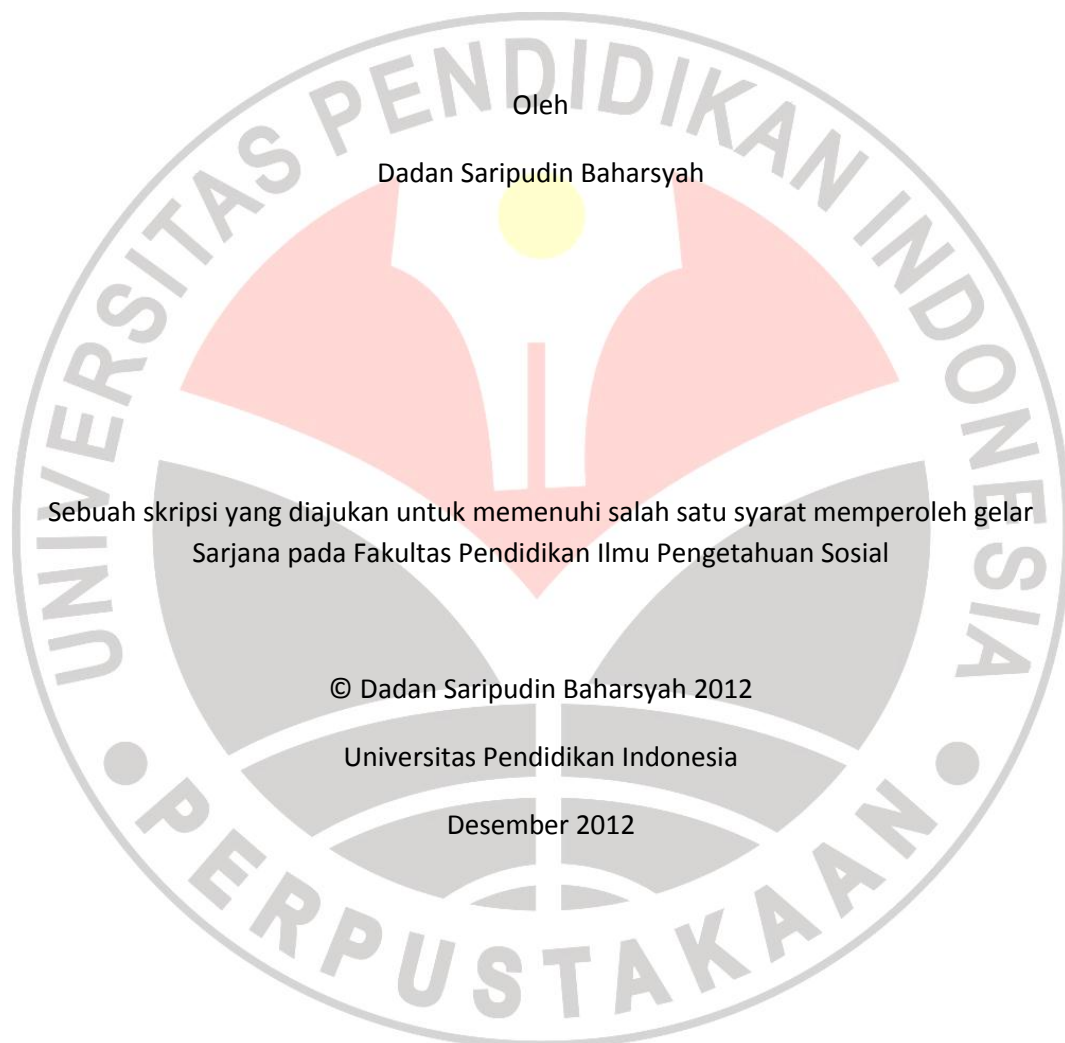 UNIVERSITAS PENDIDIKAN INDONESIA
Oleh
Dadan Saripudin Baharsyah
Sebuah skripsi yang diajukan untuk memenuhi salah satu syarat memperoleh gelar
Sarjana pada Fakultas Pendidikan Ilmu Pengetahuan Sosial
© Dadan Saripudin Baharsyah 2012
Universitas Pendidikan Indonesia
Desember 2012
PERPUSTAKAAN